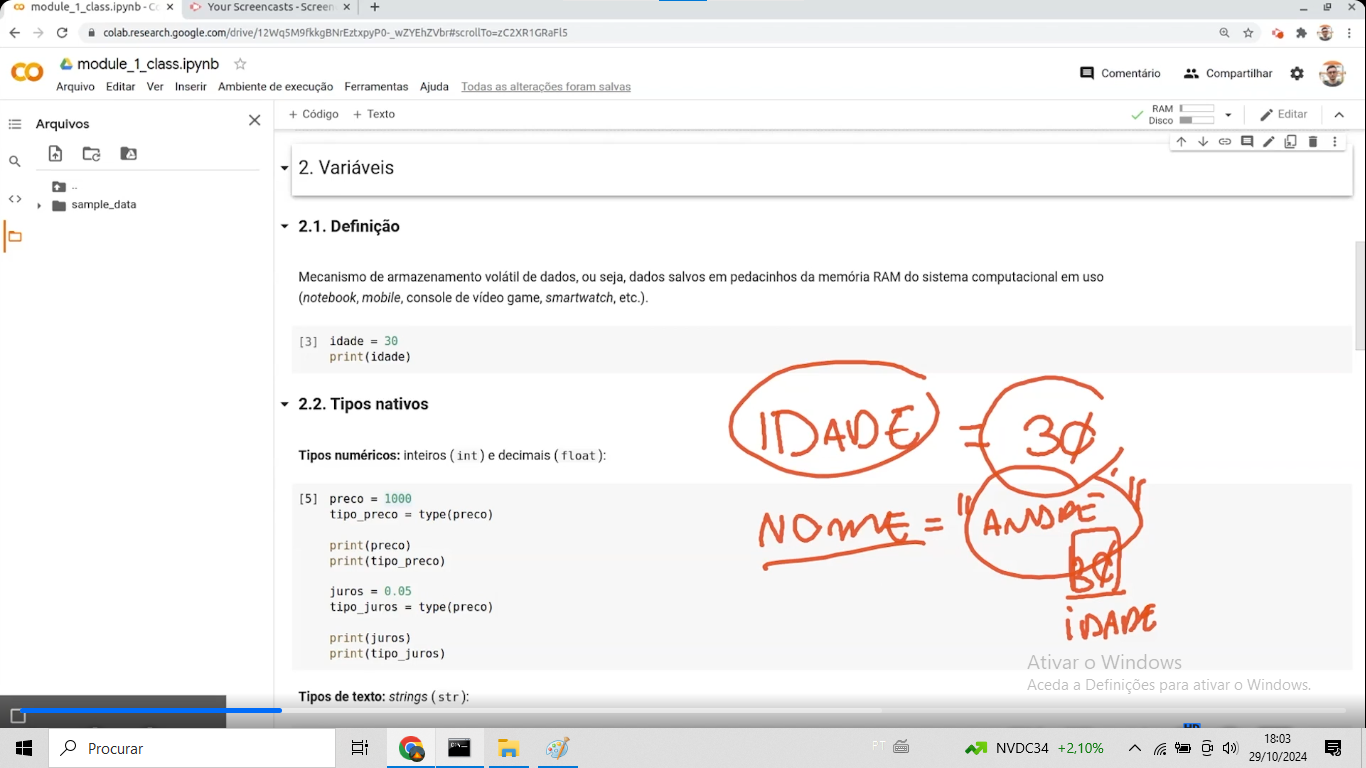 module_1_class.ipynb - Co
Your Screencasts - Screen
colab.research.google.com/drive/12Wq5M9fkkgBNrEztxpyP0-_wZYEhZVbr#scrollTo=zC2XR1GRaFl5
module_1_class.ipynb
Comentário
Compartilhar
Arquivo Editar Ver Inserir Ambiente de execução Ferramentas Ajuda Todas as alterações foram salvas
Arquivos
+ Código + Texto
RAM
Disco
Editar
..
sample_data
2. Variáveis
2.1. Definição
Mecanismo de armazenamento volátil de dados, ou seja, dados salvos em pedacinhos da memória RAM do sistema computacional em uso
(notebook, mobile, console de vídeo game, smartwatch, etc.).
[3] idade = 30
print(idade)
2.2. Tipos nativos
Tipos numéricos: inteiros (int) e decimais (float):
[5] preco = 1000
tipo_preco = type(preco)
print(preco)
print(tipo_preco)
juros = 0.05
tipo_juros = type(preco)
print(juros)
print(tipo_juros)
Tipos de texto: strings (str):
IDADE = 30
NOME = "ANDRÉ"
30
iDADE
Ativar o Windows
Aceda a Definições para ativar o Windows.
Procurar
PT
NVDC34 +2,10%
18:03
29/10/2024